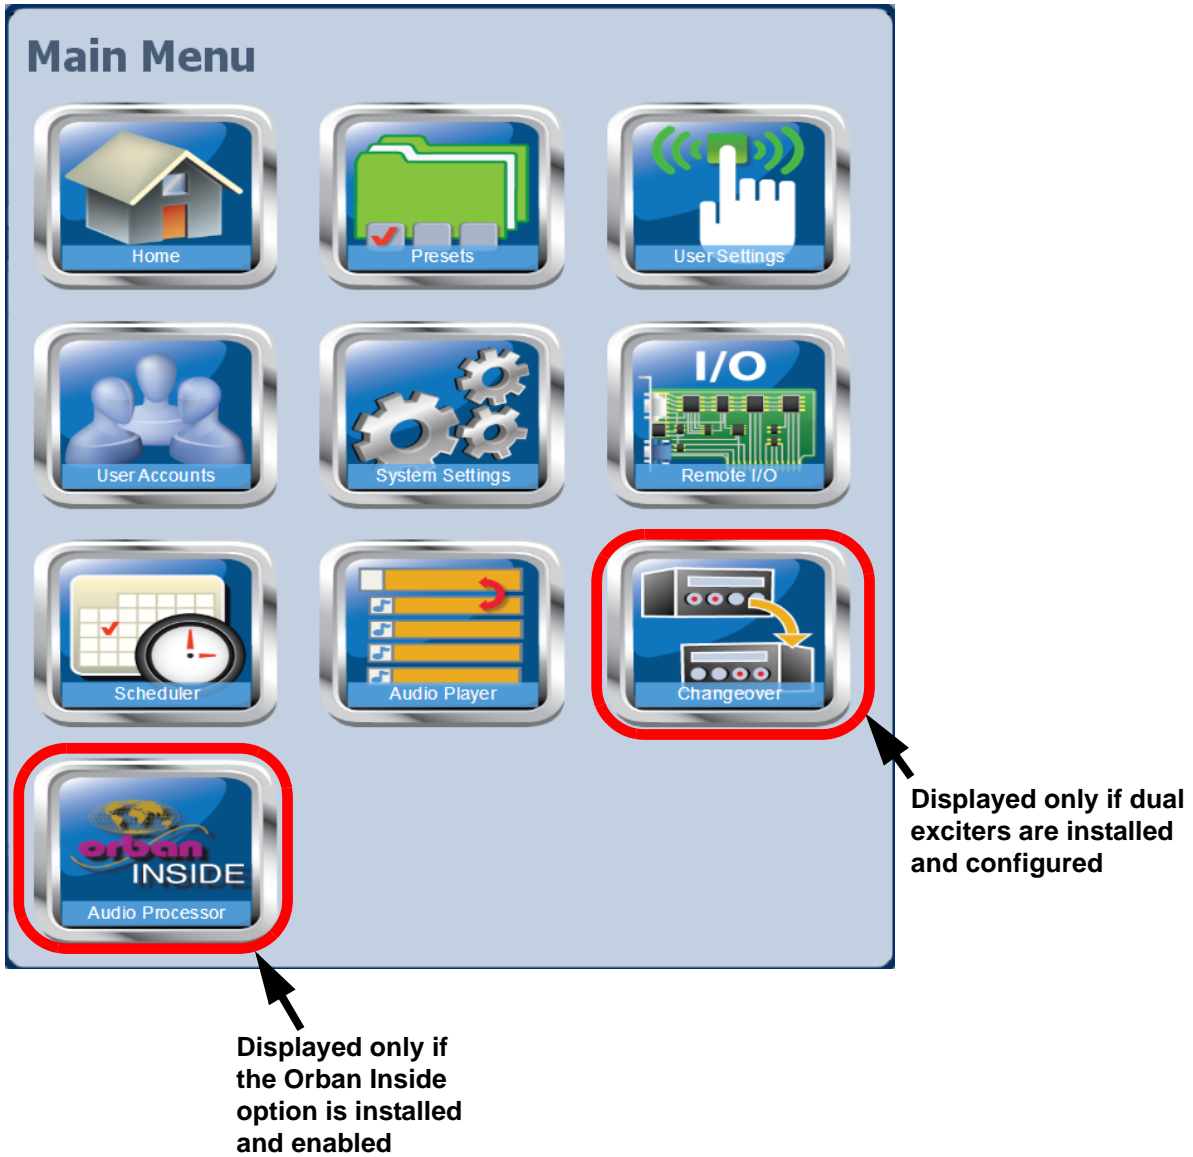 Main Menu
Home
Presets
User Settings
User Accounts
System Settings
I/O
Remote I/O
Scheduler
Audio Player
Changeover
orban
INSIDE
Audio Processor
Displayed only if dual
exciters are installed
and configured
Displayed only if
the Orban Inside
option is installed
and enabled